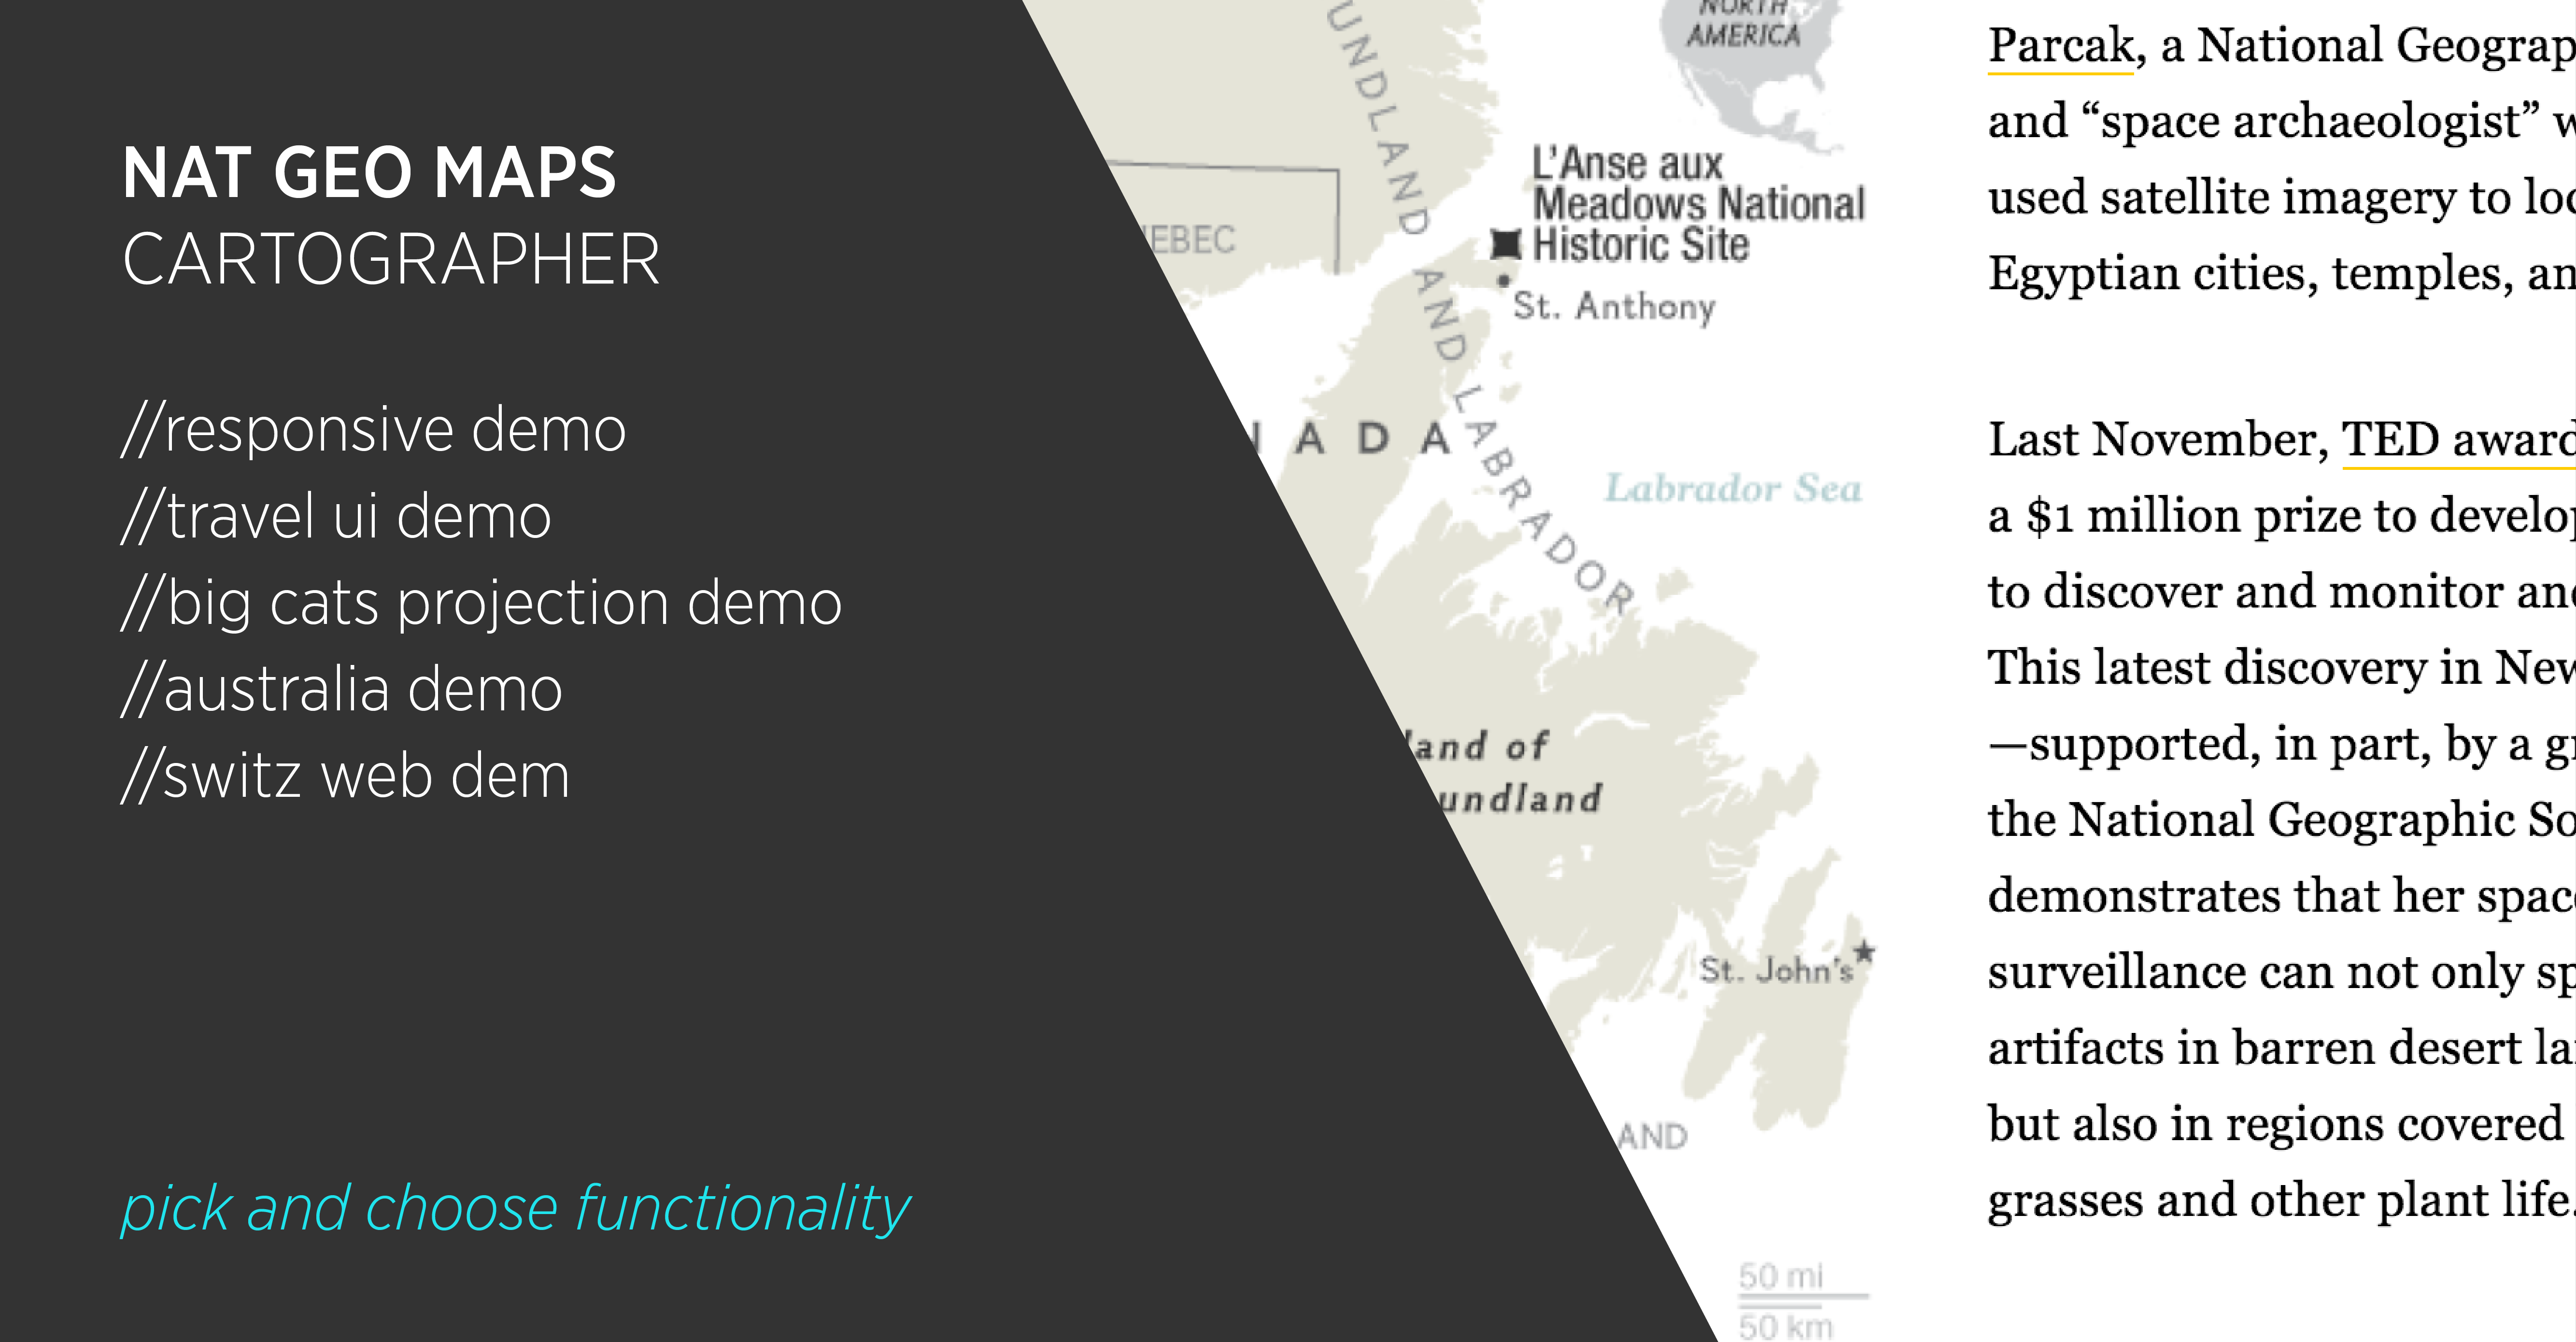 NAT GEO MAPS
CARTOGRAPHER
//responsive demo
//travel ui demo
//big cats projection demo
//australia demo
//switz web dem
pick and choose functionality
NORTH
AMERICA
UNDLAND AND LABRADOR
L'Anse aux
Meadows National
Historic Site
EBEC
St. Anthony
NADA
Labrador Sea
land of
undland
St. John's
AND
50 mi
50 km
Parcak, a National Geograp
and “space archaeologist” w
used satellite imagery to loc
Egyptian cities, temples, an
Last November, TED award
a $1 million prize to develop
to discover and monitor anc
This latest discovery in New
—supported, in part, by a gr
the National Geographic So
demonstrates that her spac
surveillance can not only sp
artifacts in barren desert la
but also in regions covered
grasses and other plant life.